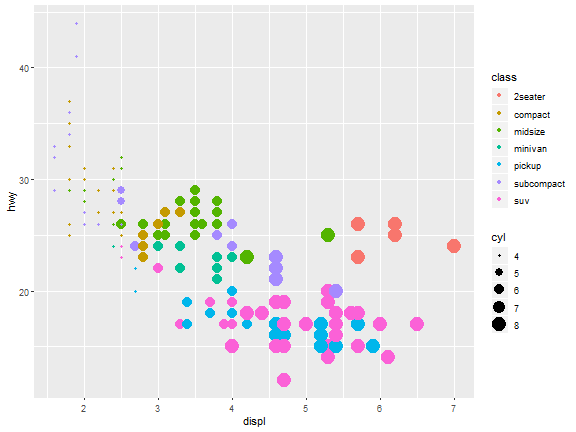 hwy
40
30
20
2
3
4
5
6
7
displ
class
2seater
compact
midsize
minivan
pickup
subcompact
suv
cyl
4
5
6
7
8